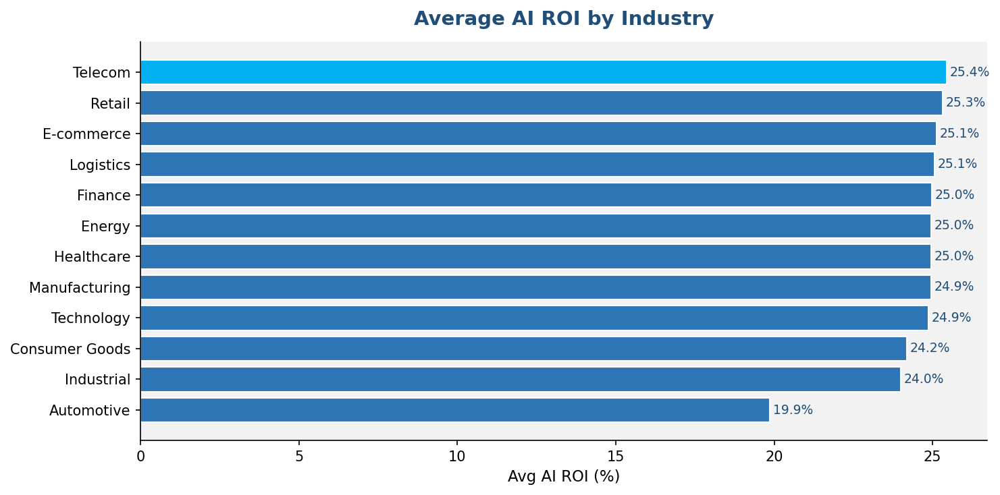 Average AI ROI by Industry
Telecom 25.4%
Retail 25.3%
E-commerce 25.1%
Logistics 25.1%
Finance 25.0%
Energy 25.0%
Healthcare 25.0%
Manufacturing 24.9%
Technology 24.9%
Consumer Goods 24.2%
Industrial 24.0%
Automotive 19.9%
0 5 10 15 20 25
Avg AI ROI (%)